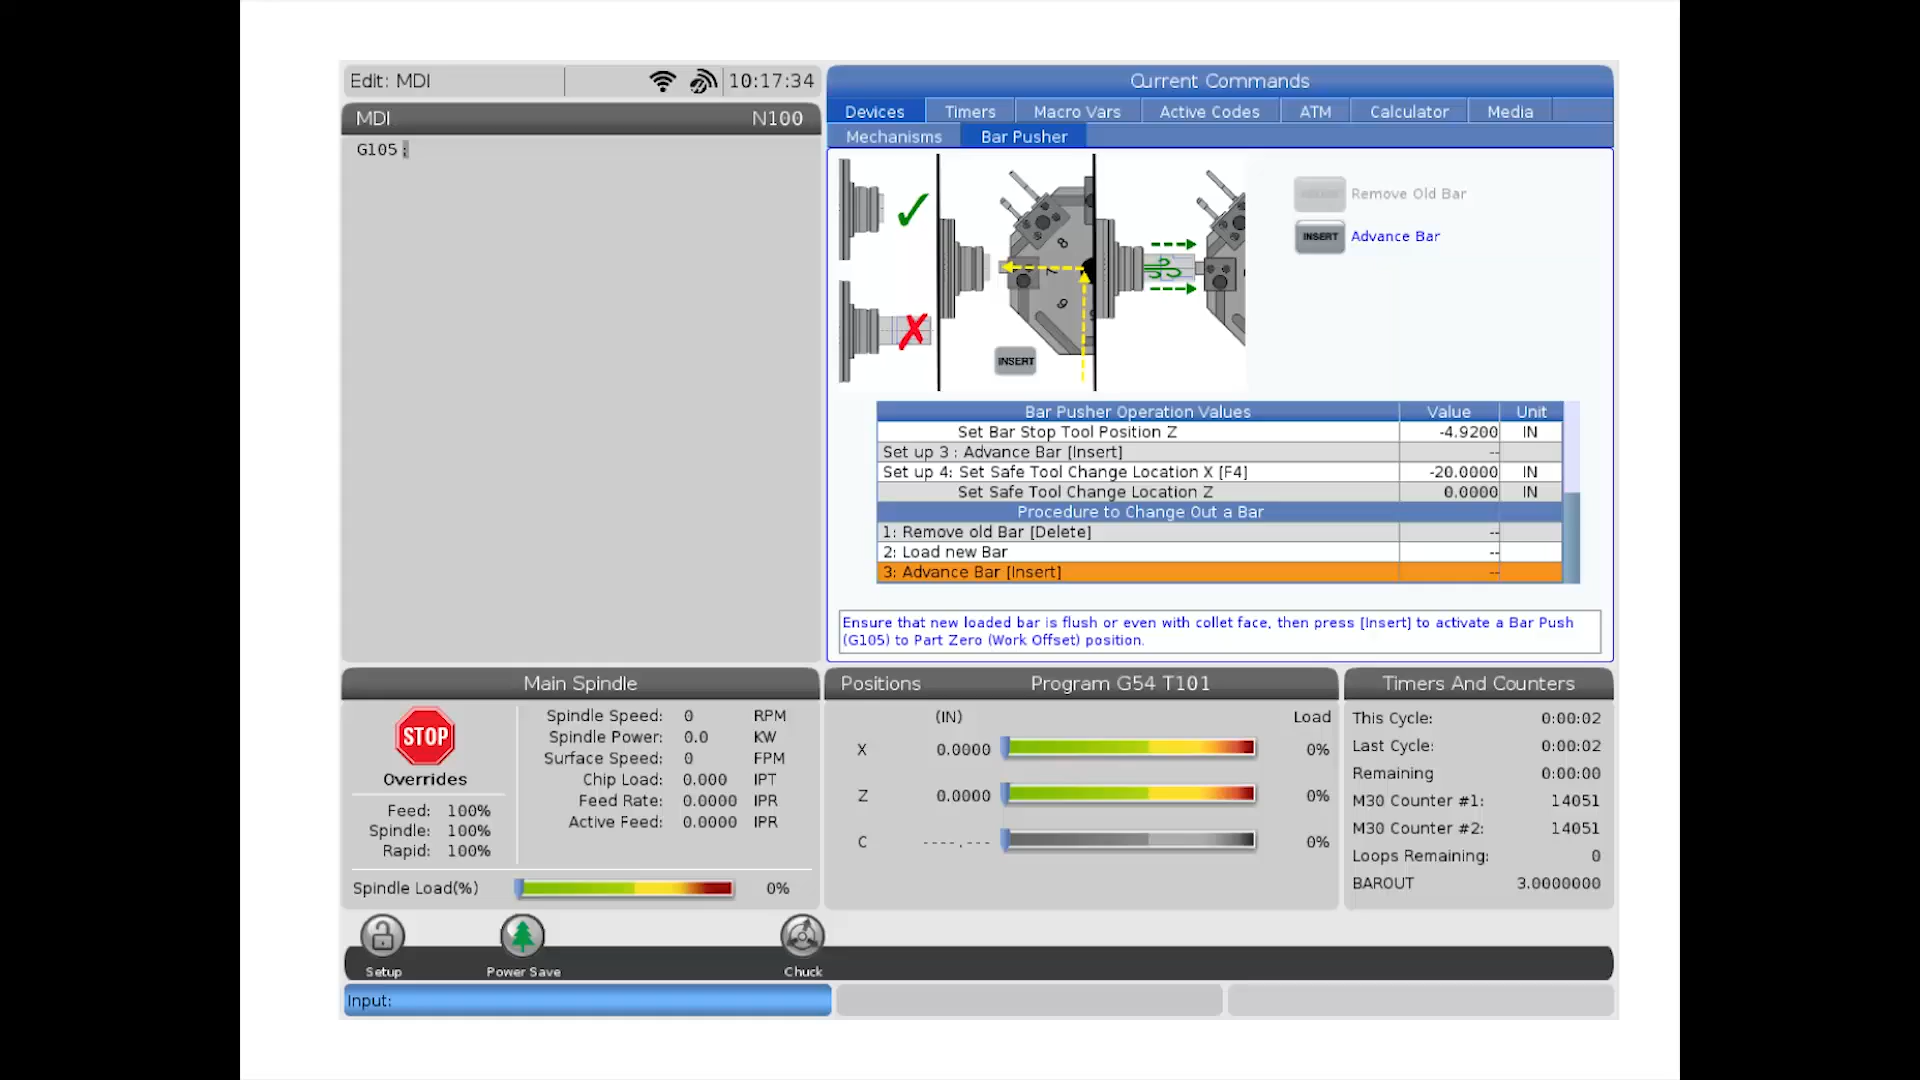 Edit: MDI
10:17:34
MDI
N100
G105 ;
Current Commands
Devices
Timers
Macro Vars
Active Codes
ATM
Calculator
Media
Mechanisms
Bar Pusher
8
7
6
INSERT
Remove Old Bar
INSERT
Advance Bar
Bar Pusher Operation Values Value Unit
Set Bar Stop Tool Position Z -4.9200 IN
Set up 3 : Advance Bar [Insert] --
Set up 4: Set Safe Tool Change Location X [F4] -20.0000 IN
Set Safe Tool Change Location Z 0.0000 IN
Procedure to Change Out a Bar
1: Remove old Bar [Delete] --
2: Load new Bar --
3: Advance Bar [Insert] --
Ensure that new loaded bar is flush or even with collet face, then press [Insert] to activate a Bar Push
(G105) to Part Zero (Work Offset) position.
Main Spindle
STOP
Overrides
Feed: 100%
Spindle: 100%
Rapid: 100%
Spindle Speed: 0 RPM
Spindle Power: 0.0 KW
Surface Speed: 0 FPM
Chip Load: 0.000 IPT
Feed Rate: 0.0000 IPR
Active Feed: 0.0000 IPR
Spindle Load(%) 0%
Positions Program G54 T101
(IN) Load
X 0.0000 0%
Z 0.0000 0%
C ----.--- 0%
Timers And Counters
This Cycle: 0:00:02
Last Cycle: 0:00:02
Remaining 0:00:00
M30 Counter #1: 14051
M30 Counter #2: 14051
Loops Remaining: 0
BAROUT 3.0000000
Setup
Power Save
Chuck
Input: